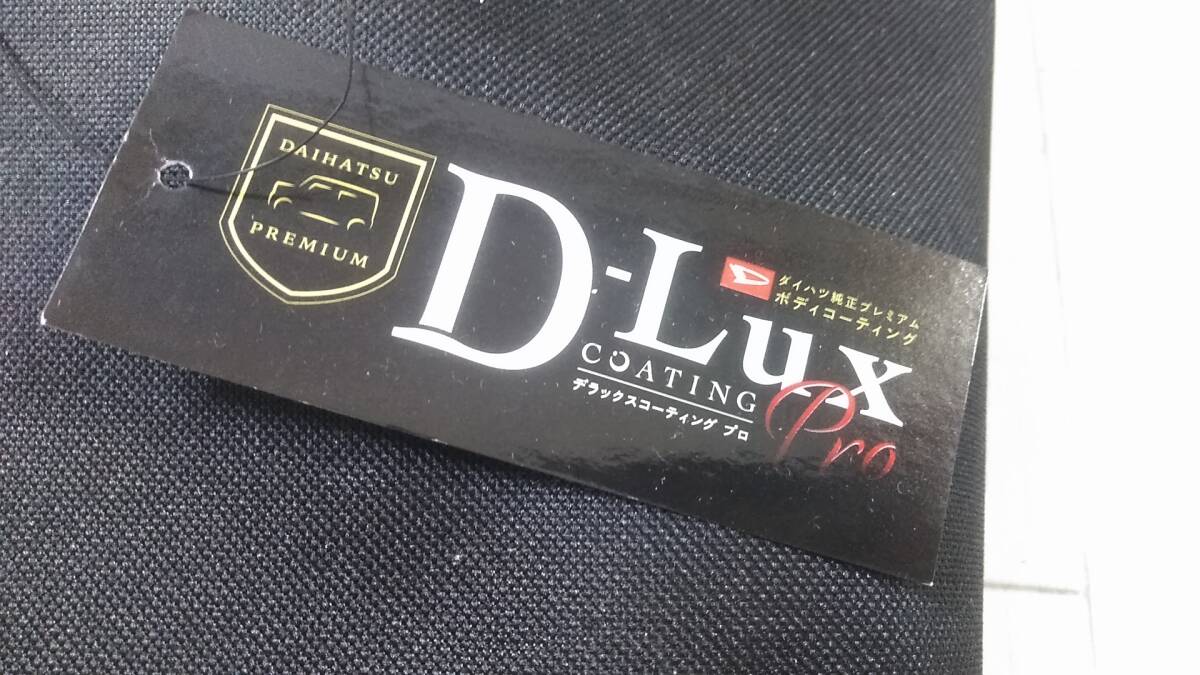 DAIHATSU
PREMIUM
D-Lux
ダイハツ純正プレミアム
ボディコーティング
COATING
Pro
デラックスコーティング プロ